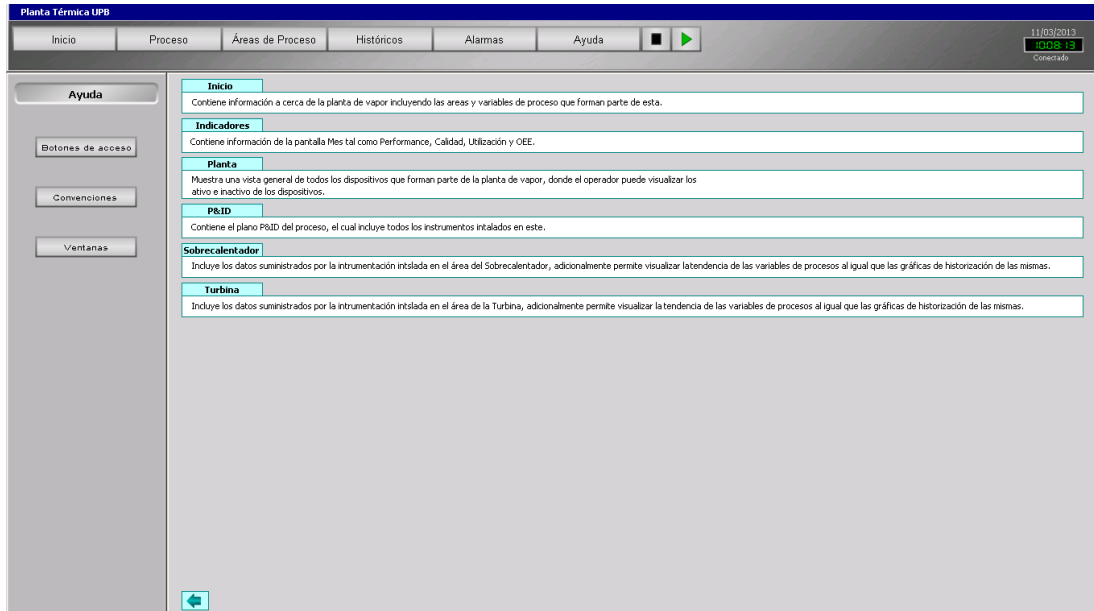 Planta Térmica UPB
Inicio
Proceso
Áreas de Proceso
Históricos
Alarmas
Ayuda
11/03/2013
10:08:13
Conectado
Ayuda
Botones de acceso
Convenciones
Ventanas
Inicio
Contiene información a cerca de la planta de vapor incluyendo las areas y variables de proceso que forman parte de esta.
Indicadores
Contiene información de la pantalla Mes tal como Performance, Calidad, Utilización y OEE.
Planta
Muestra una vista general de todos los dispositivos que forman parte de la planta de vapor, donde el operador puede visualizar los
ativo e inactivo de los dispositivos.
P&ID
Contiene el plano P&ID del proceso, el cual incluye todos los instrumentos intalados en este.
Sobrecalentador
Incluye los datos suministrados por la intrumentación intslada en el área del Sobrecalentador, adicionalmente permite visualizar latendencia de las variables de procesos al igual que las gráficas de historización de las mismas.
Turbina
Incluye los datos suministrados por la intrumentación intslada en el área de la Turbina, adicionalmente permite visualizar la tendencia de las variables de procesos al igual que las gráficas de historización de las mismas.